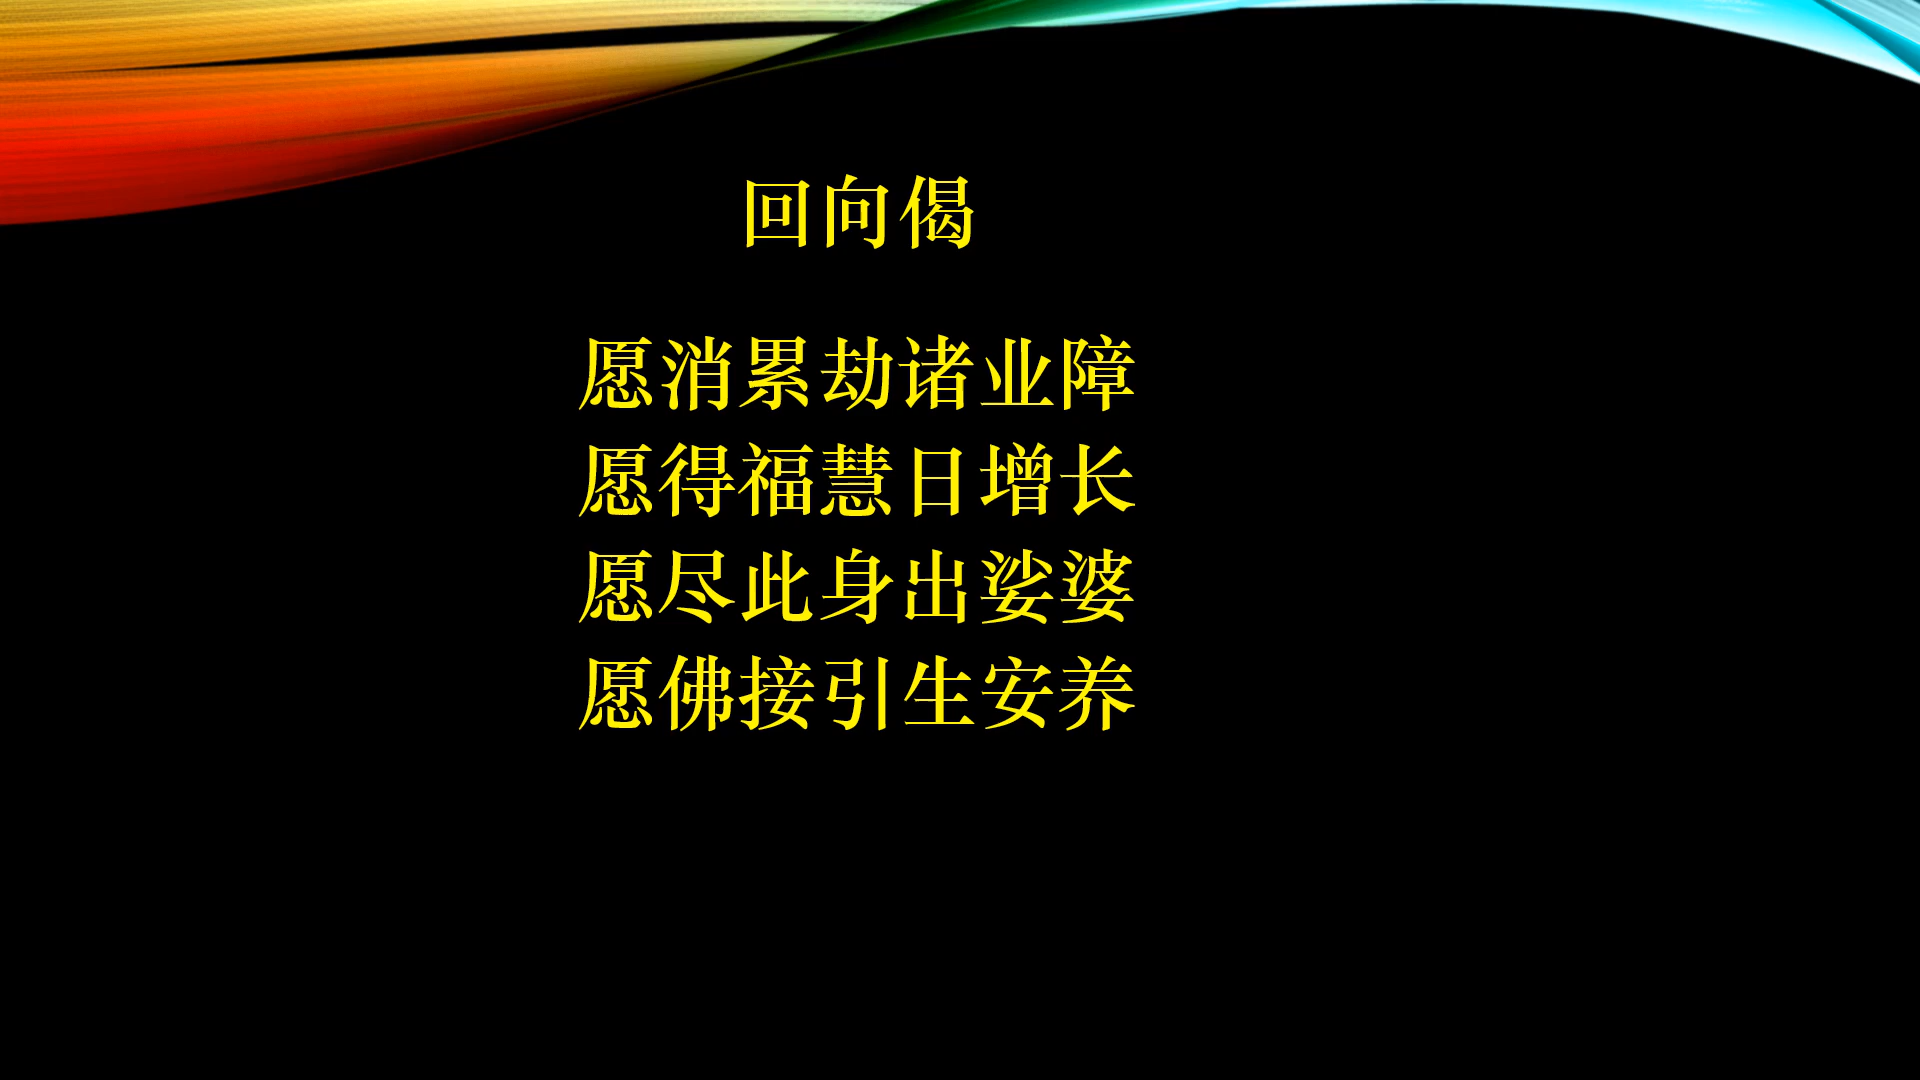 回向偈
愿消累劫诸业障
愿得福慧日增长
愿尽此身出娑婆
愿佛接引生安养